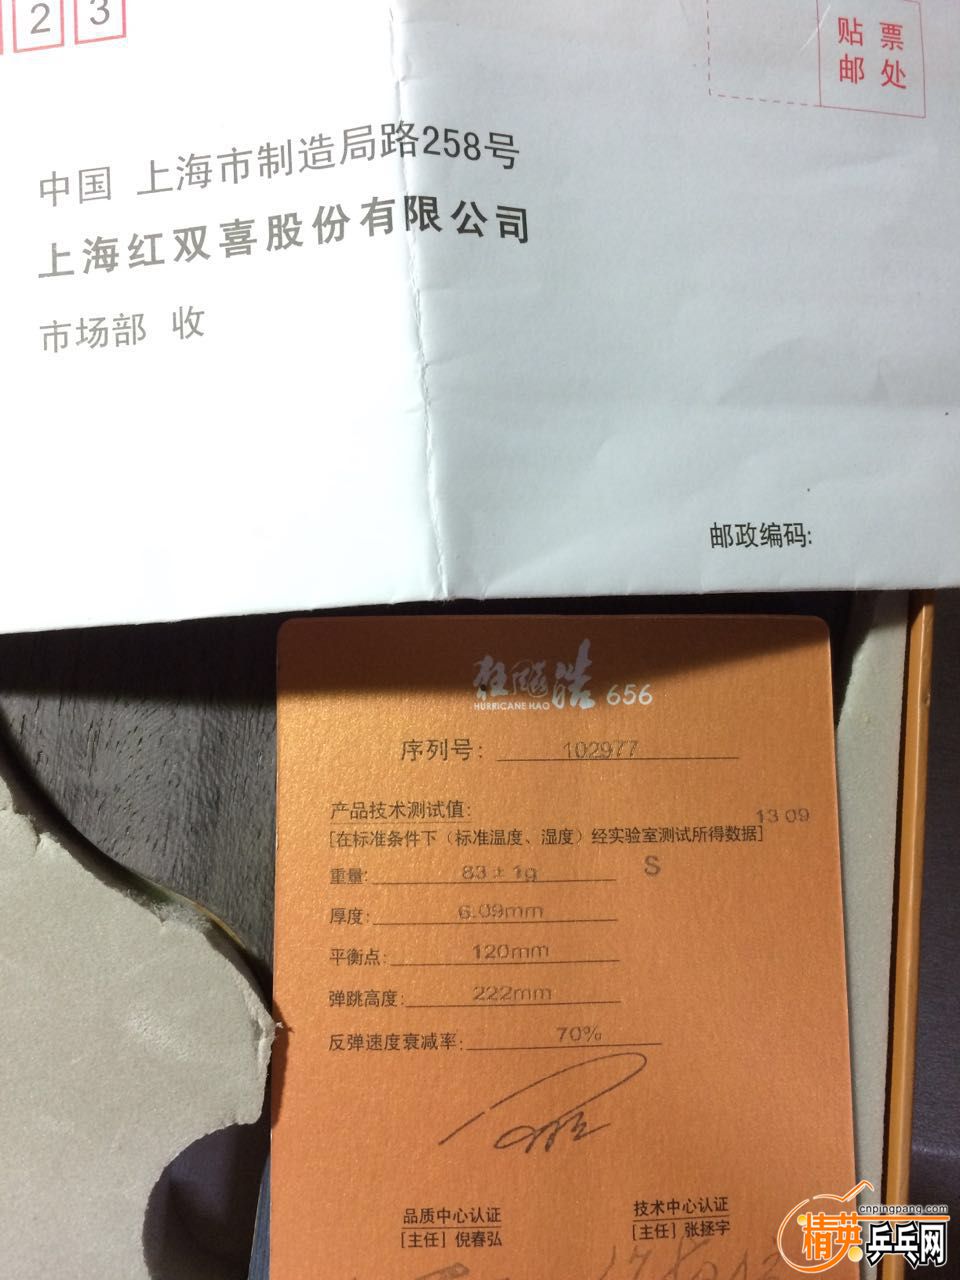 2 3
贴 票
邮 处
中国 上海市制造局路258号
上海红双喜股份有限公司
市场部 收
邮政编码:
狂飚皓 656
HURRICANE HAO
序列号: 102977
产品技术测试值:
13 09
[在标准条件下（标准温度、湿度）经实验室测试所得数据]
重量: 83±1g S
厚度: 6.09mm
平衡点: 120mm
弹跳高度: 222mm
反弹速度衰减率: 70%
品质中心认证 技术中心认证
[主任] 倪春弘 [主任] 张拯宇
cnpingpang.com
精英乒乓网